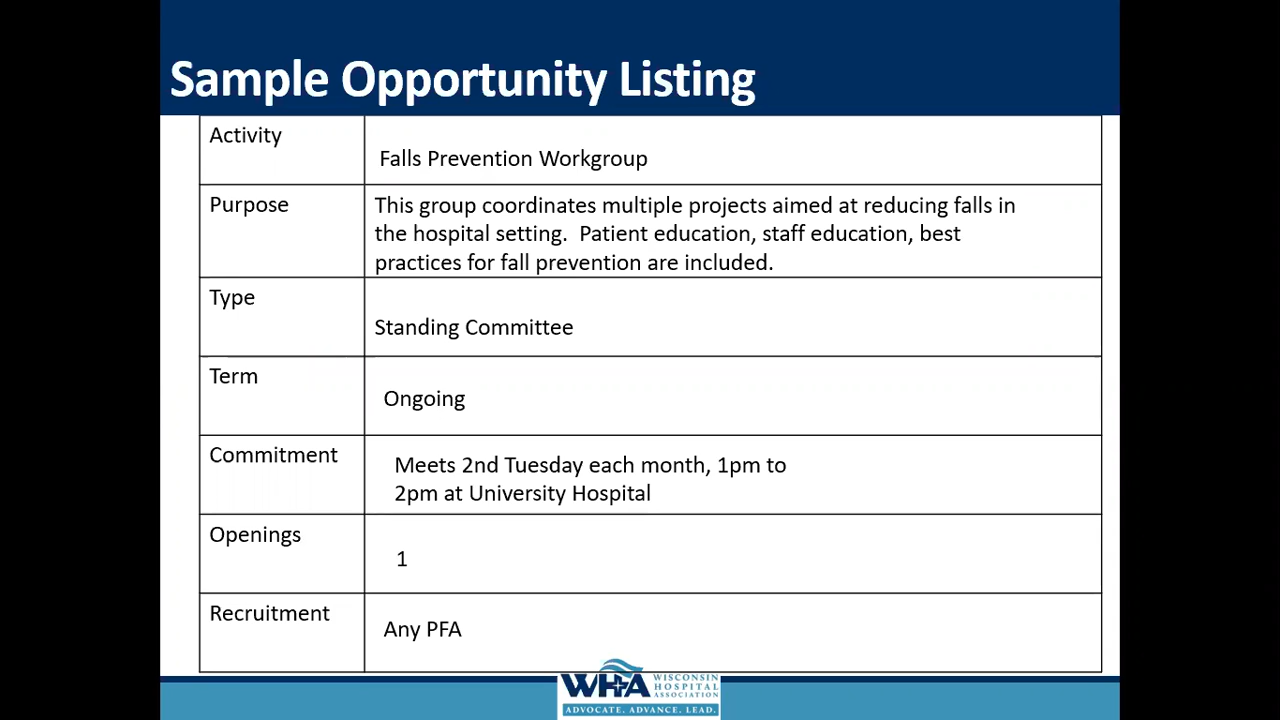 Sample Opportunity Listing
Activity
Falls Prevention Workgroup
Purpose
This group coordinates multiple projects aimed at reducing falls in
the hospital setting.  Patient education, staff education, best
practices for fall prevention are included.
Type
Standing Committee
Term
Ongoing
Commitment
Meets 2nd Tuesday each month, 1pm to
2pm at University Hospital
Openings
1
Recruitment
Any PFA
WHA
WISCONSIN
HOSPITAL
ASSOCIATION
ADVOCATE. ADVANCE. LEAD.